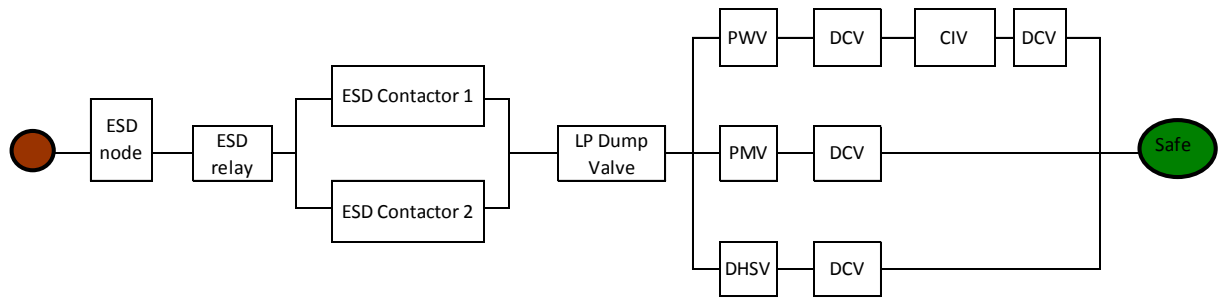 PWV
DCV
CIV
DCV
ESD Contactor 1
ESD
node
ESD
relay
LP Dump
Valve
PMV
DCV
Safe
ESD Contactor 2
DHSV
DCV